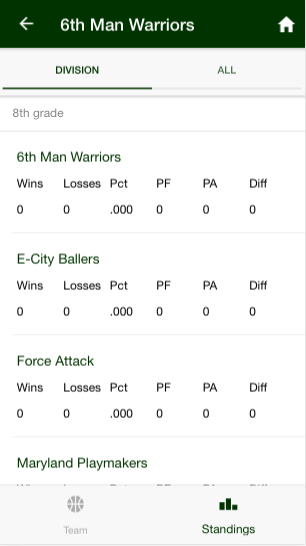 6th Man Warriors
DIVISION ALL
8th grade
6th Man Warriors
Wins Losses Pct PF PA Diff
0 0 .000 0 0 0
E-City Ballers
Wins Losses Pct PF PA Diff
0 0 .000 0 0 0
Force Attack
Wins Losses Pct PF PA Diff
0 0 .000 0 0 0
Maryland Playmakers
Team Standings